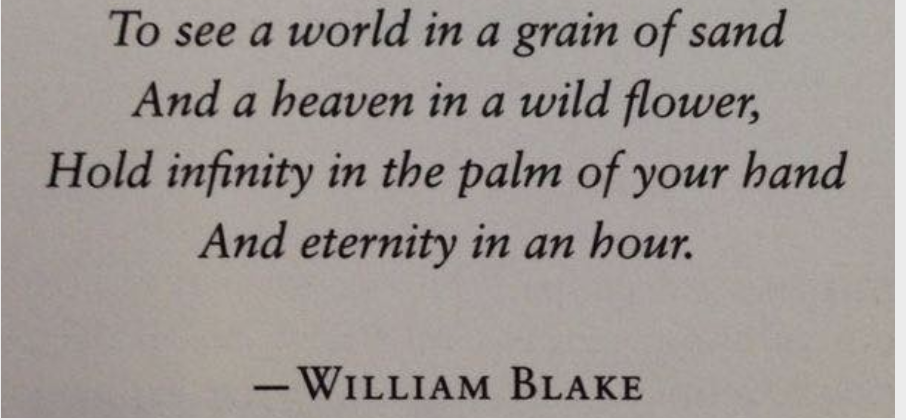 To see a world in a grain of sand
And a heaven in a wild flower,
Hold infinity in the palm of your hand
And eternity in an hour.
—WILLIAM BLAKE